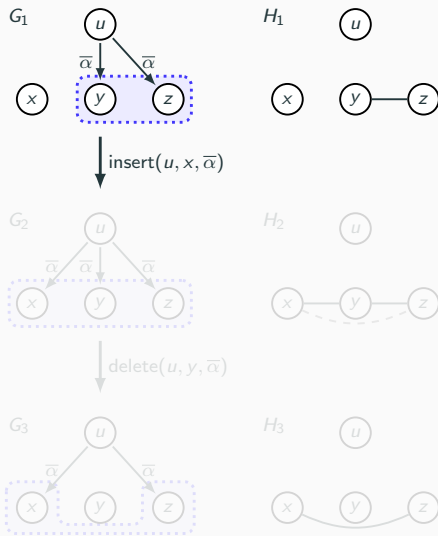 G₁ H₁
u u
α̅ α̅
x y z x y z
insert(u, x, α̅)
G₂ H₂
u u
α̅ α̅ α̅
x y z x y z
delete(u, y, α̅)
G₃ H₃
u u
α̅ α̅
x y z x y z